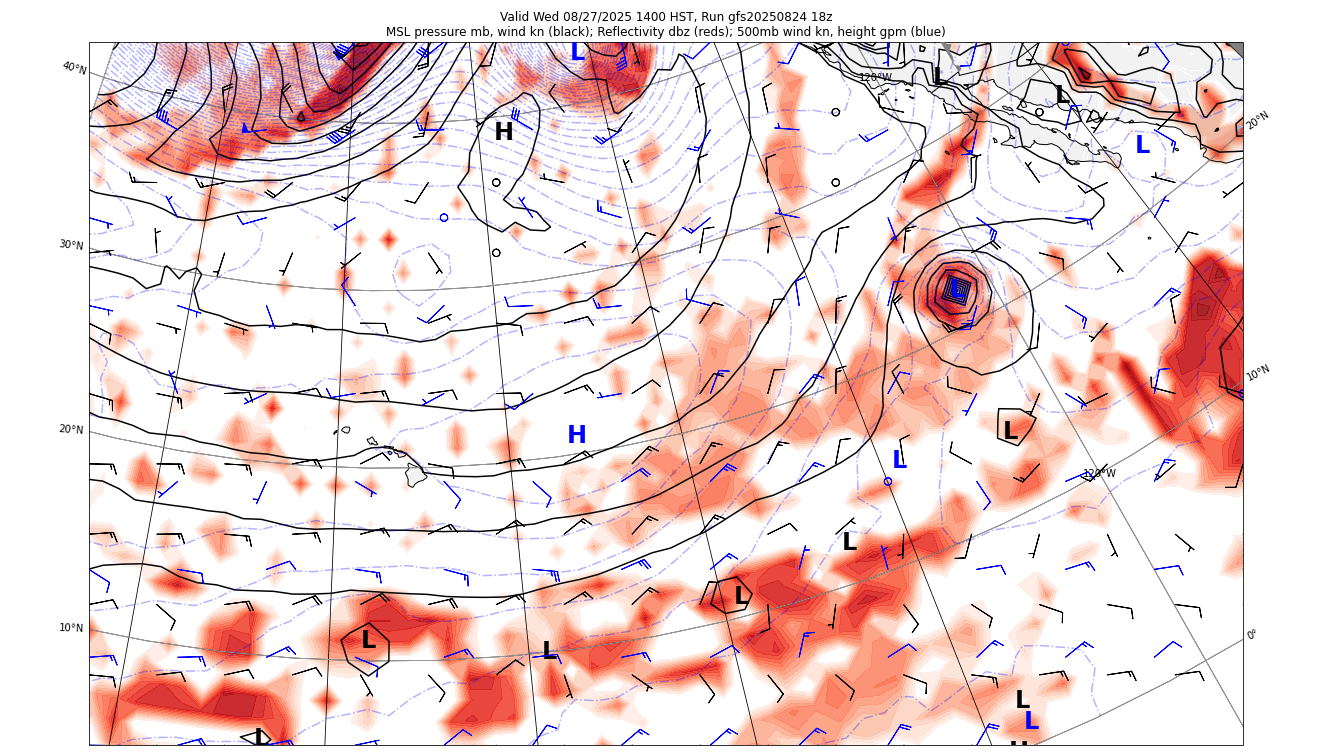 Valid Wed 08/27/2025 1400 HST, Run gfs20250824 18z
MSL pressure mb, wind kn (black); Reflectivity dbz (reds); 500mb wind kn, height gpm (blue)
L
40°N
120°W
L
L
20°N
H
L
30°N
L
10°N
20°N
H
L
L
120°W
L
L
10°N
0°
L
L
L
L
L
H